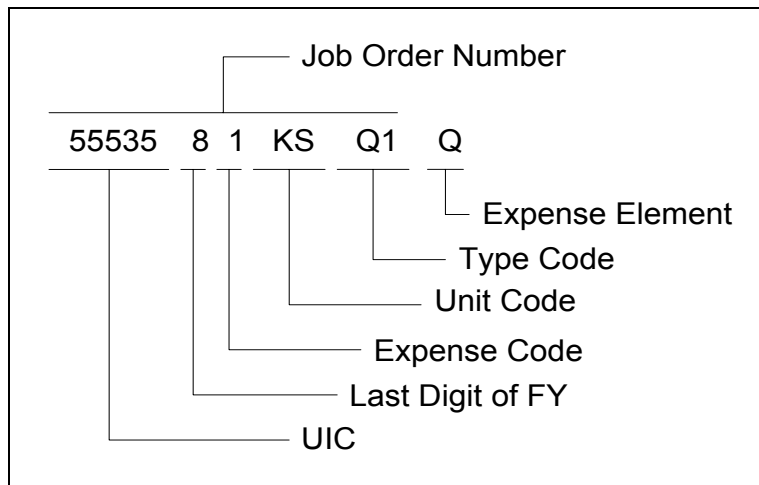 Job Order Number
55535 8 1 KS Q1 Q
Expense Element
Type Code
Unit Code
Expense Code
Last Digit of FY
UIC